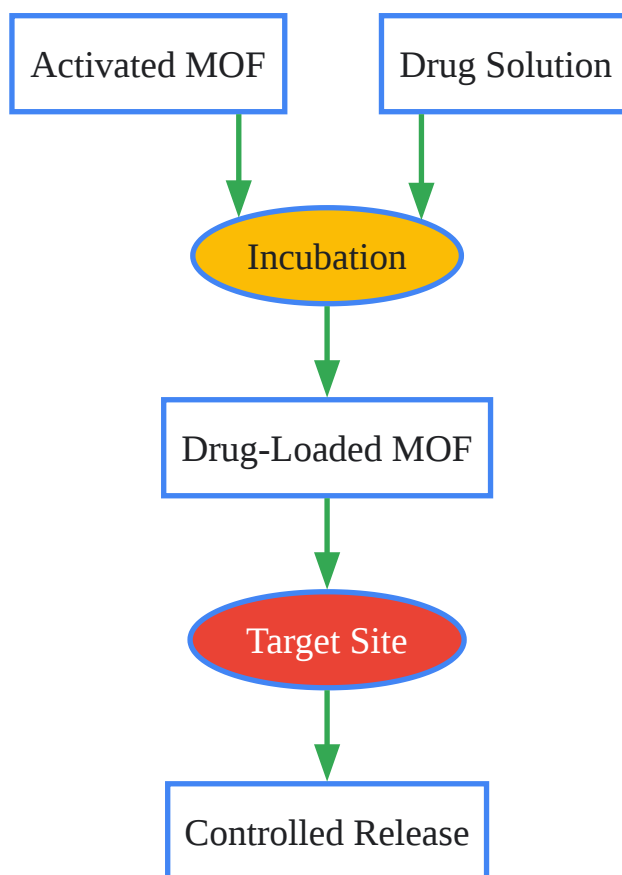 Activated MOF
Drug Solution
Incubation
Drug-Loaded MOF
Target Site
Controlled Release